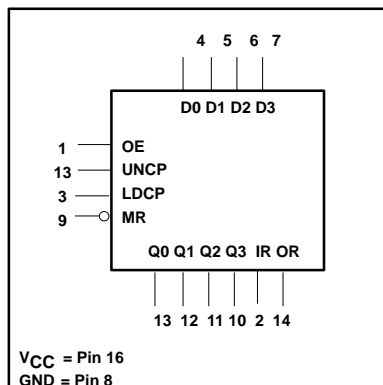 4 5 6 7
D0 D1 D2 D3
1 OE
13 UNCP
3 LDCP
9 MR
Q0 Q1 Q2 Q3 IR OR
13 12 11 10 2 14
VCC = Pin 16
GND = Pin 8